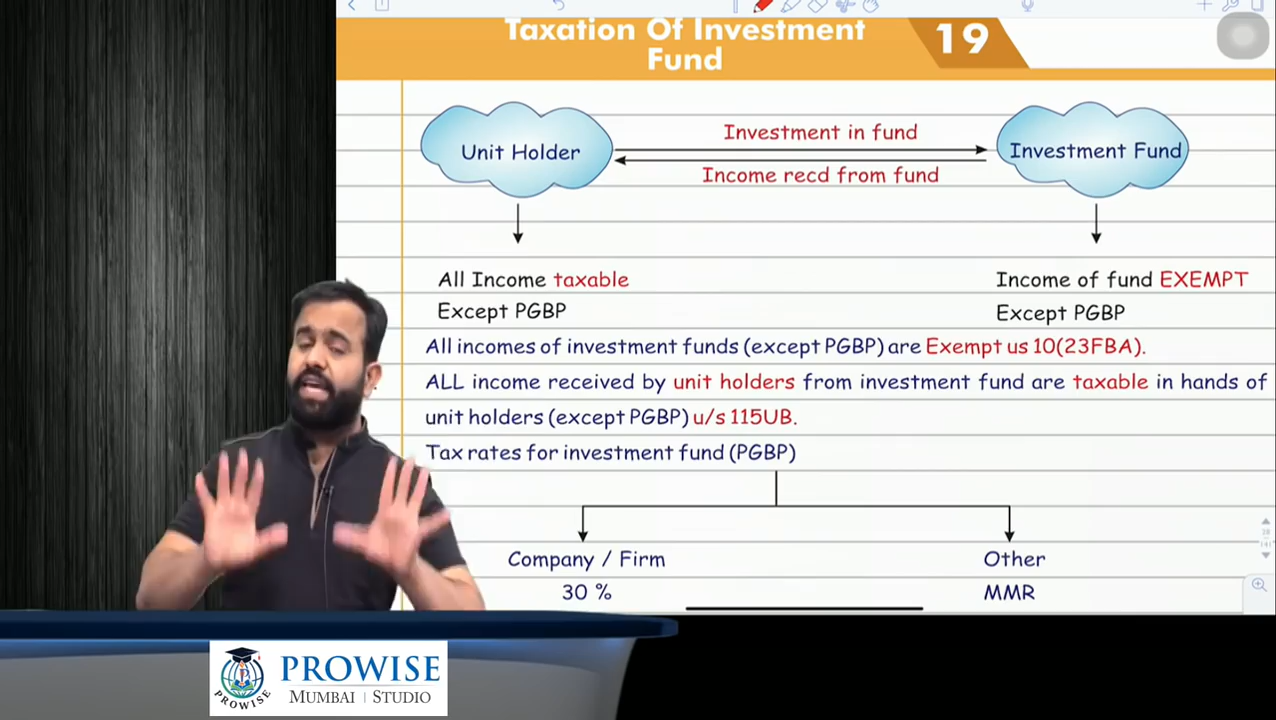 Taxation Of Investment
Fund
19
Unit Holder
Investment in fund
Income recd from fund
Investment Fund
All Income taxable
Except PGBP
Income of fund EXEMPT
Except PGBP
All incomes of investment funds (except PGBP) are Exempt us 10(23FBA).
ALL income received by unit holders from investment fund are taxable in hands of
unit holders (except PGBP) u/s 115UB.
Tax rates for investment fund (PGBP)
Company / Firm
30 %
Other
MMR
PROWISE
PROWISE
MUMBAI | STUDIO